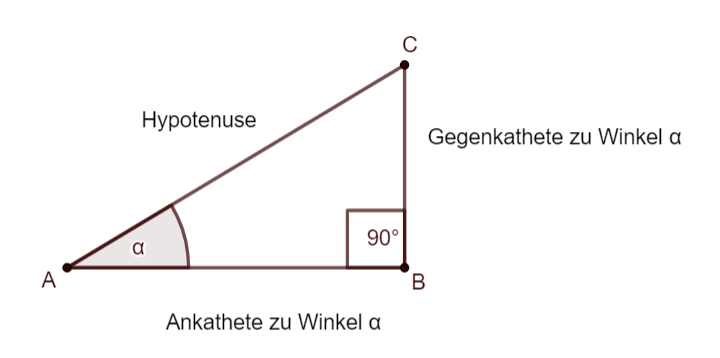 C
Hypotenuse
Gegenkathete zu Winkel α
α
90°
A
B
Ankathete zu Winkel α